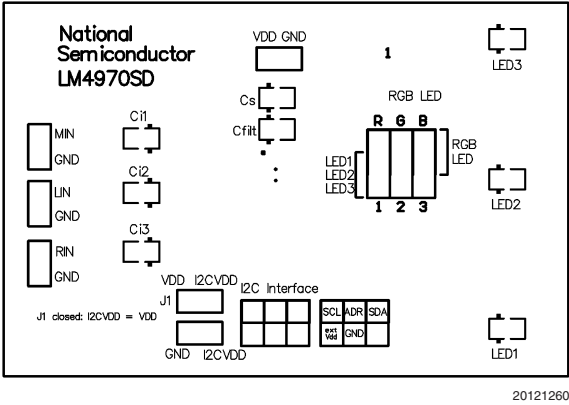 National
Semiconductor
LM4970SD
VDD GND
1
LED3
Cs
Cfilt
RGB LED
R G B
LED1
LED2
LED3
RGB
LED
1 2 3
Ci1
MIN
GND
Ci2
LIN
GND
Ci3
RIN
GND
LED2
VDD I2CVDD
J1
J1 closed: I2CVDD = VDD
GND I2CVDD
I2C Interface
SCL ADR SDA
ext
Vdd
GND
LED1
20121260